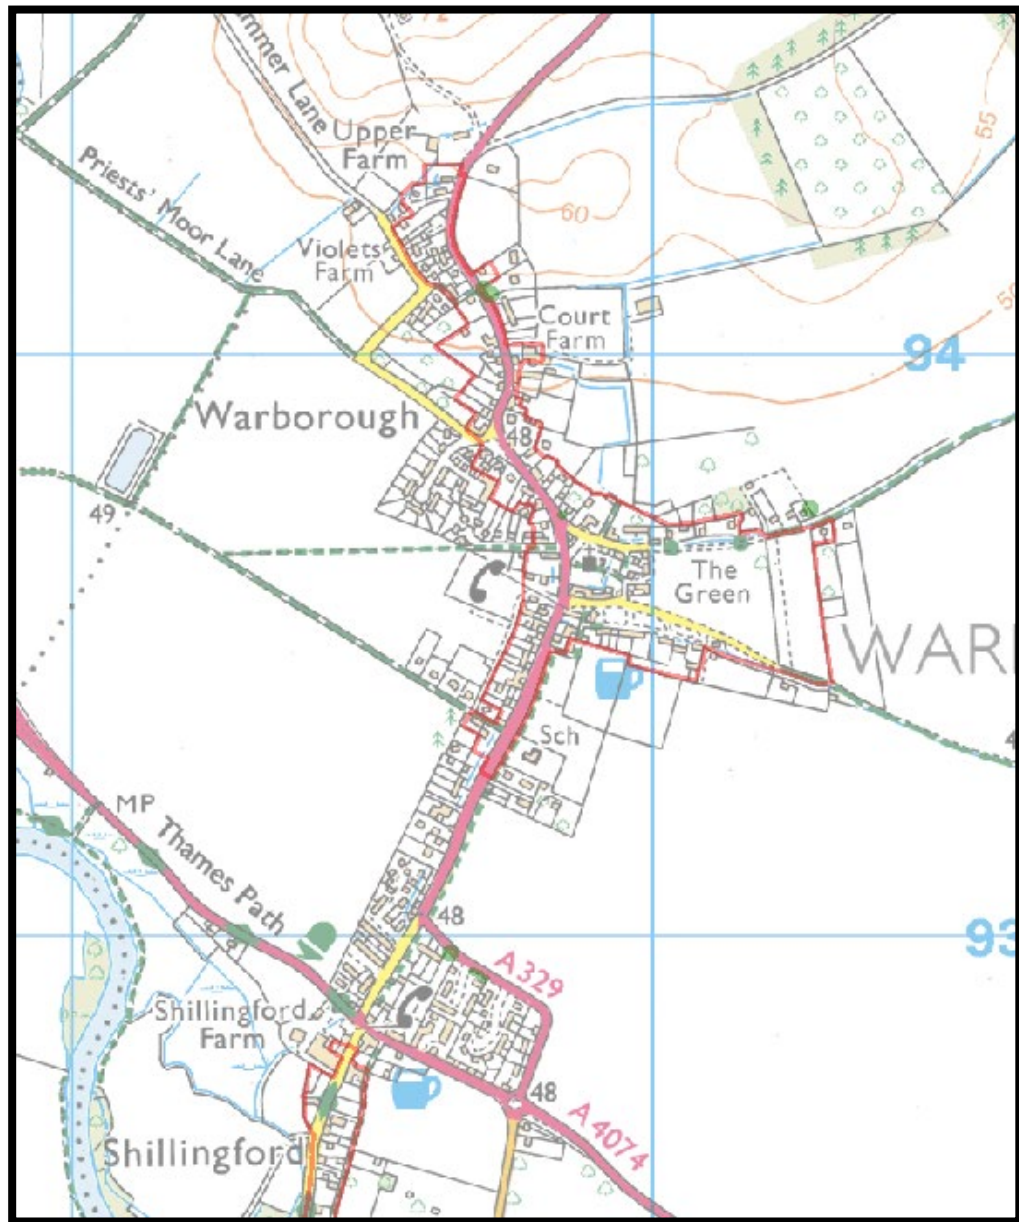 72
Upper
Farm
Priests' Moor Lane
55
60
Violets
Farm
Court
Farm
94
Warborough
48
49
The
Green
Sch
MP
Thames Path
48
93
A 329
Shillingford
Farm
48
A 4074
Shillingford